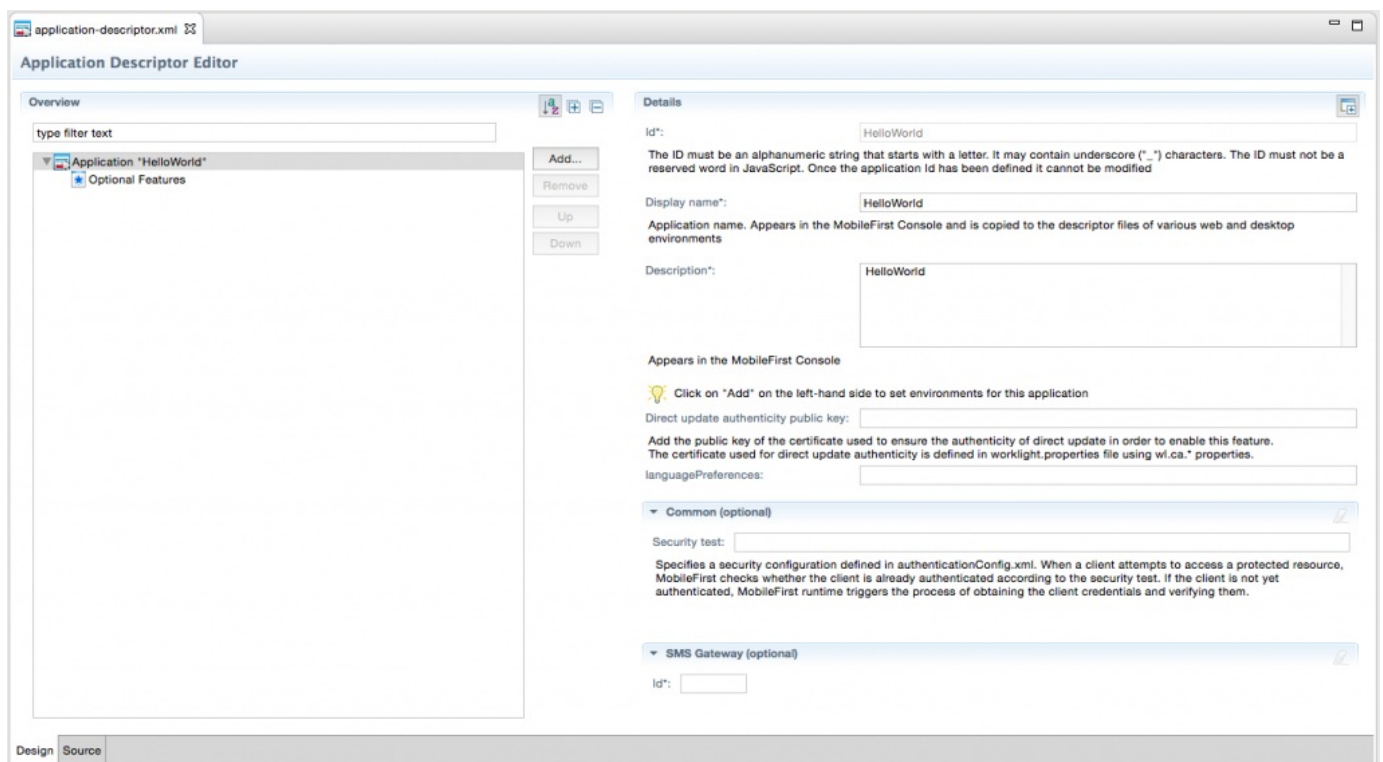 application-descriptor.xml
Application Descriptor Editor
Overview
type filter text
Application "HelloWorld"
Optional Features
Add...
Remove
Up
Down
Details
Id*:
HelloWorld
The ID must be an alphanumeric string that starts with a letter. It may contain underscore ("_") characters. The ID must not be a
reserved word in JavaScript. Once the application Id has been defined it cannot be modified
Display name*:
HelloWorld
Application name. Appears in the MobileFirst Console and is copied to the descriptor files of various web and desktop
environments
Description*:
HelloWorld
Appears in the MobileFirst Console
Click on "Add" on the left-hand side to set environments for this application
Direct update authenticity public key:
Add the public key of the certificate used to ensure the authenticity of direct update in order to enable this feature.
The certificate used for direct update authenticity is defined in worklight.properties file using wl.ca.* properties.
languagePreferences:
Common (optional)
Security test:
Specifies a security configuration defined in authenticationConfig.xml. When a client attempts to access a protected resource,
MobileFirst checks whether the client is already authenticated according to the security test. If the client is not yet
authenticated, MobileFirst runtime triggers the process of obtaining the client credentials and verifying them.
SMS Gateway (optional)
Id*:
Design
Source